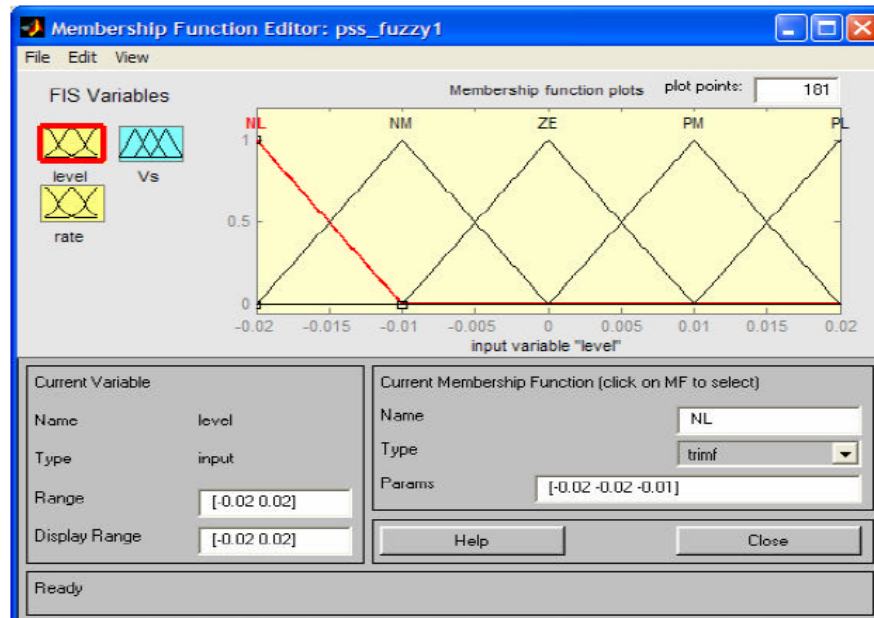 Membership Function Editor: pss_fuzzy1
File Edit View
FIS Variables
Membership function plots plot points: 181
level
Vs
rate
NL NM ZE PM PL
1
0.5
0
-0.02 -0.015 -0.01 -0.005 0 0.005 0.01 0.015 0.02
input variable "level"
Current Variable
Name level
Type input
Range [-0.02 0.02]
Display Range [-0.02 0.02]
Current Membership Function (click on MF to select)
Name NL
Type trimf
Params [-0.02 -0.02 -0.01]
Help Close
Ready